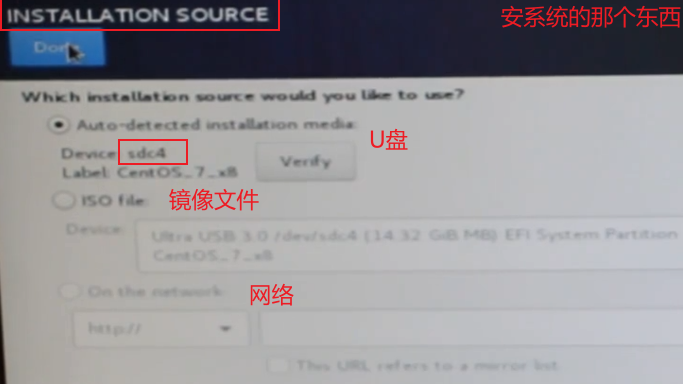 INSTALLATION SOURCE
安系统的那个东西
Done
Which installation source would you like to use?
Auto-detected installation media:
U盘
Device: sdc4
Label: CentOS_7_x8
Verify
ISO file:
镜像文件
Device:
Ultra USB 3.0 /dev/sdc4 (14.32 GiB MB) EFI System Partition
CentOS_7_x8
On the network:
网络
http://
This URL refers to a mirror list.